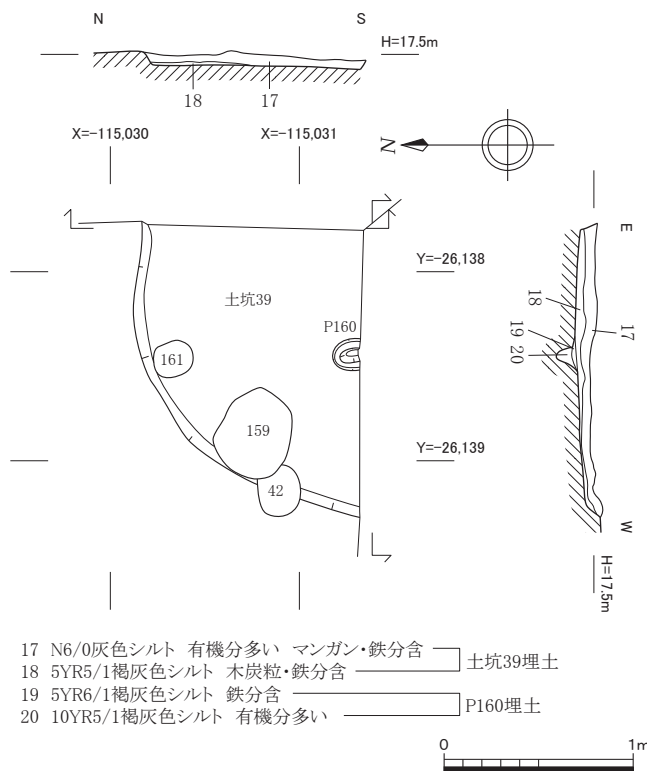 N S
H=17.5m
18 17
X=-115,030 X=-115,031
N
E
Y=-26,138
土坑39
18
17
P160
19
20
161
159
Y=-26,139
42
W
H=17.5m
17 N6/0灰色シルト 有機分多い マンガン・鉄分含
18 5YR5/1褐灰色シルト 木炭粒・鉄分含
土坑39埋土
19 5YR6/1褐灰色シルト 鉄分含
20 10YR5/1褐灰色シルト 有機分多い
P160埋土
0 1m